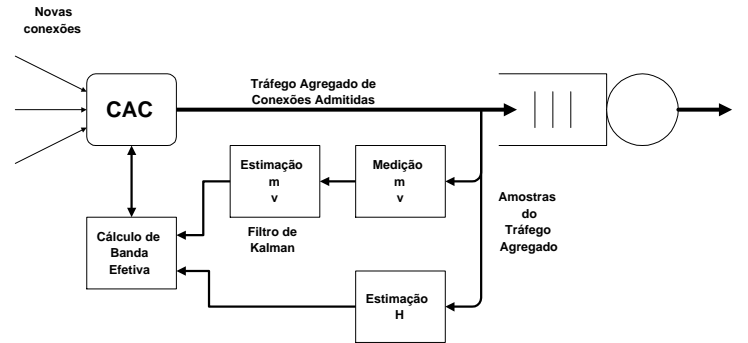 Novas
conexões
CAC
Tráfego Agregado de
Conexões Admitidas
Estimação
m
v
Medição
m
v
Filtro de
Kalman
Amostras
do
Tráfego
Agregado
Cálculo de
Banda
Efetiva
Estimação
H